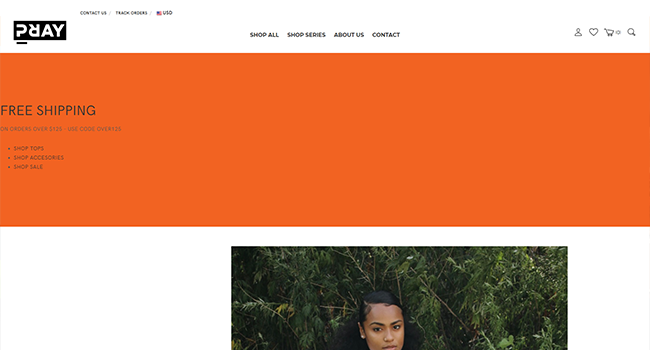 CONTACT US / TRACK ORDERS / USD
PRAY
SHOP ALL SHOP SERIES ABOUT US CONTACT
FREE SHIPPING
ON ORDERS OVER $125 - USE CODE OVER125
SHOP TOPS
SHOP ACCESORIES
SHOP SALE